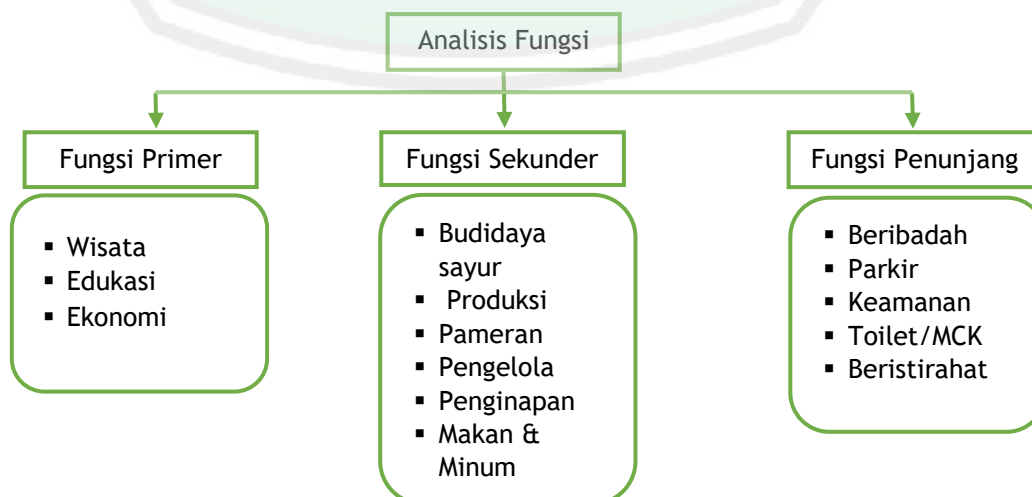 Analisis Fungsi
Fungsi Primer
▪ Wisata
▪ Edukasi
▪ Ekonomi
Fungsi Sekunder
▪ Budidaya
sayur
▪ Produksi
▪ Pameran
▪ Pengelola
▪ Penginapan
▪ Makan &
Minum
Fungsi Penunjang
▪ Beribadah
▪ Parkir
▪ Keamanan
▪ Toilet/MCK
▪ Beristirahat